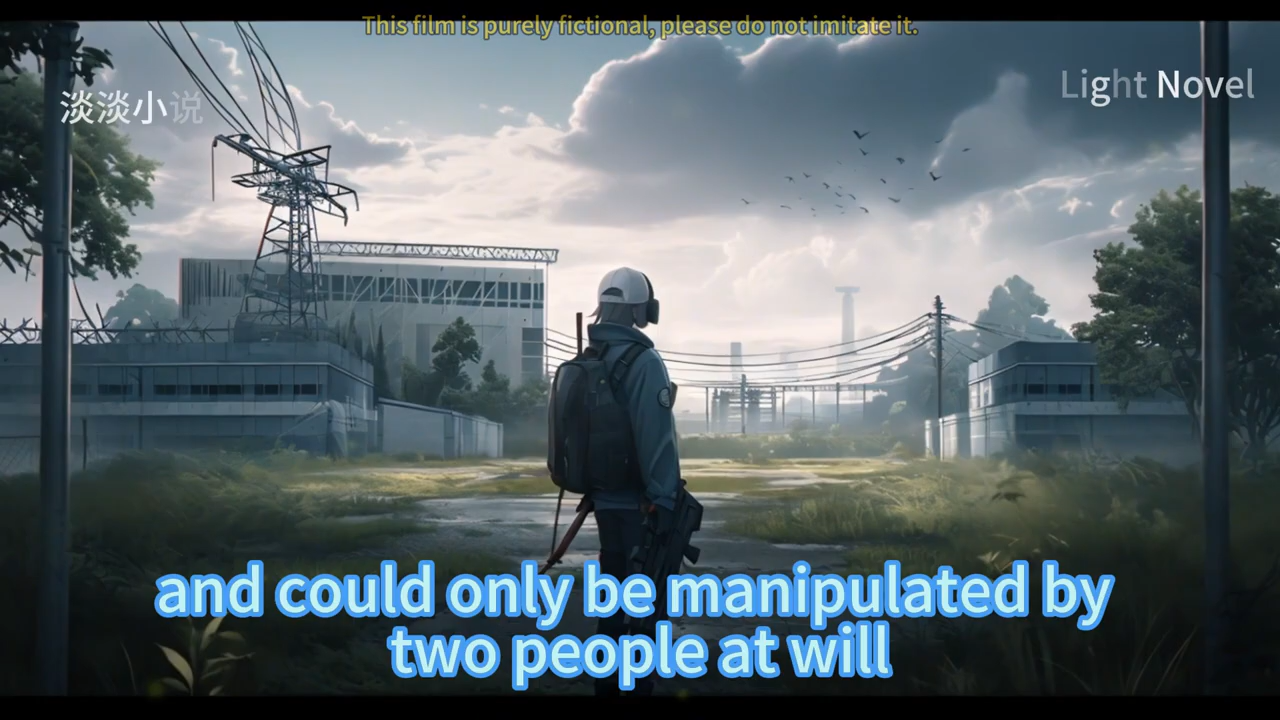 This film is purely fictional, please do not imitate it.
淡淡小说
Light Novel
and could only be manipulated by
two people at will